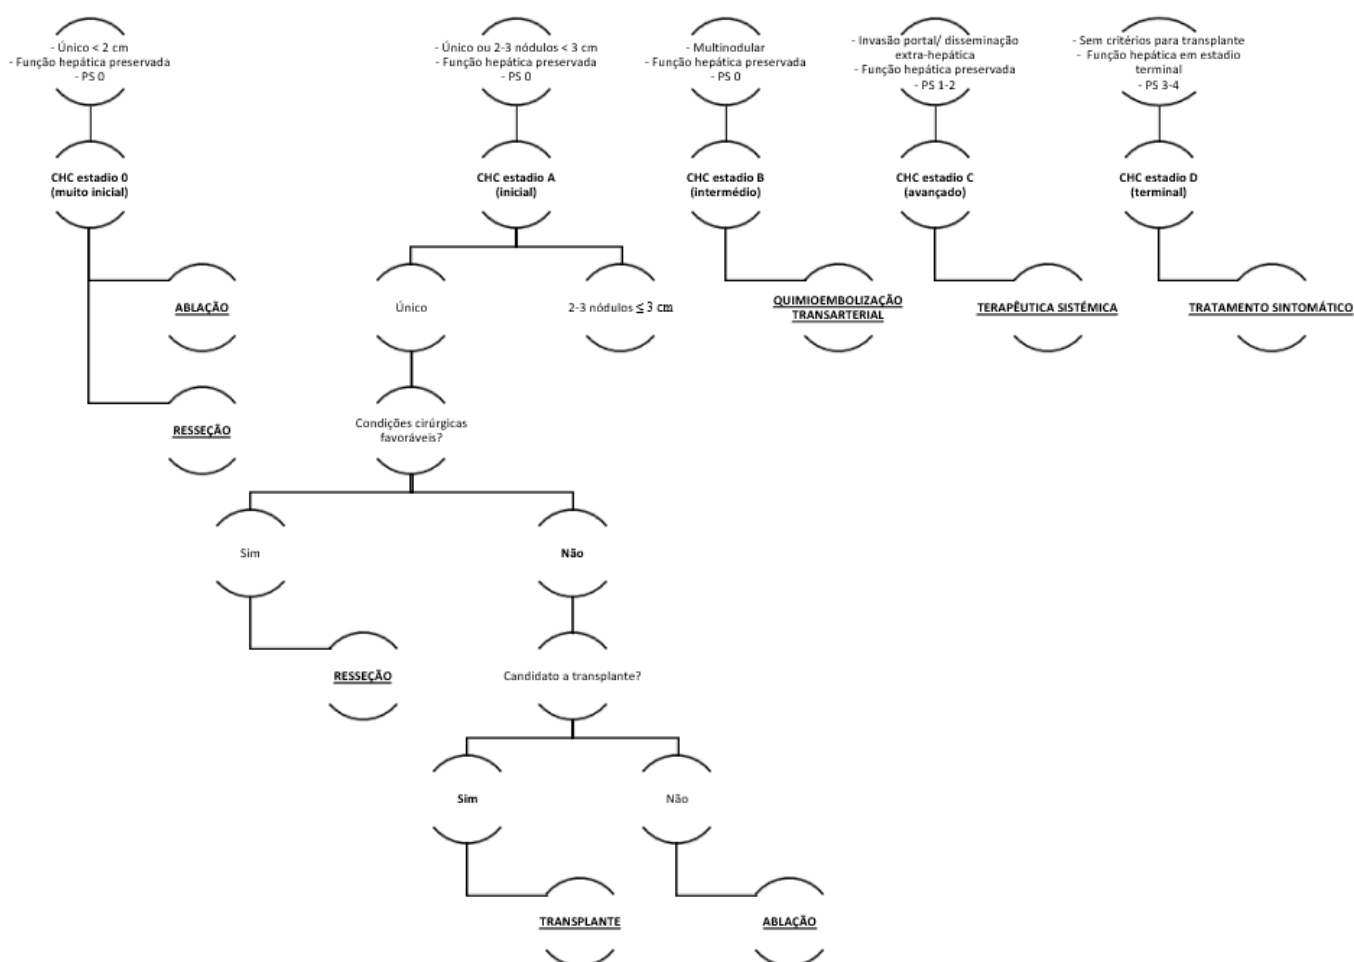 - Único < 2 cm
- Função hepática preservada
- PS 0
- Único ou 2-3 nódulos < 3 cm
- Função hepática preservada
- PS 0
- Multinodular
- Função hepática preservada
- PS 0
- Invasão portal/ disseminação
extra-hepática
- Função hepática preservada
- PS 1-2
- Sem critérios para transplante
- Função hepática em estadio
terminal
- PS 3-4
CHC estadio 0
(muito inicial)
CHC estadio A
(inicial)
CHC estadio B
(intermédio)
CHC estadio C
(avançado)
CHC estadio D
(terminal)
ABLAÇÃO
Único
2-3 nódulos ≤ 3 cm
QUIMIOEMBOLIZAÇÃO
TRANSARTERIAL
TERAPÊUTICA SISTÉMICA
TRATAMENTO SINTOMÁTICO
RESSEÇÃO
Condições cirúrgicas
favoráveis?
Sim
Não
RESSEÇÃO
Candidato a transplante?
Sim
Não
TRANSPLANTE
ABLAÇÃO